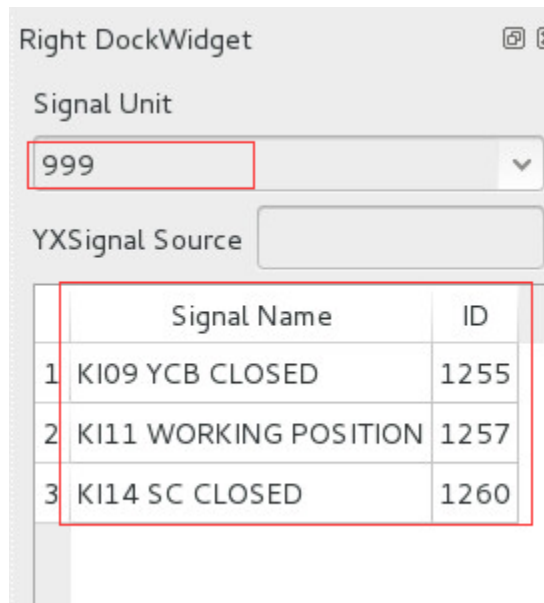 Right DockWidget
Signal Unit
999
YXSignal Source
Signal Name ID
1 KI09 YCB CLOSED 1255
2 KI11 WORKING POSITION 1257
3 KI14 SC CLOSED 1260